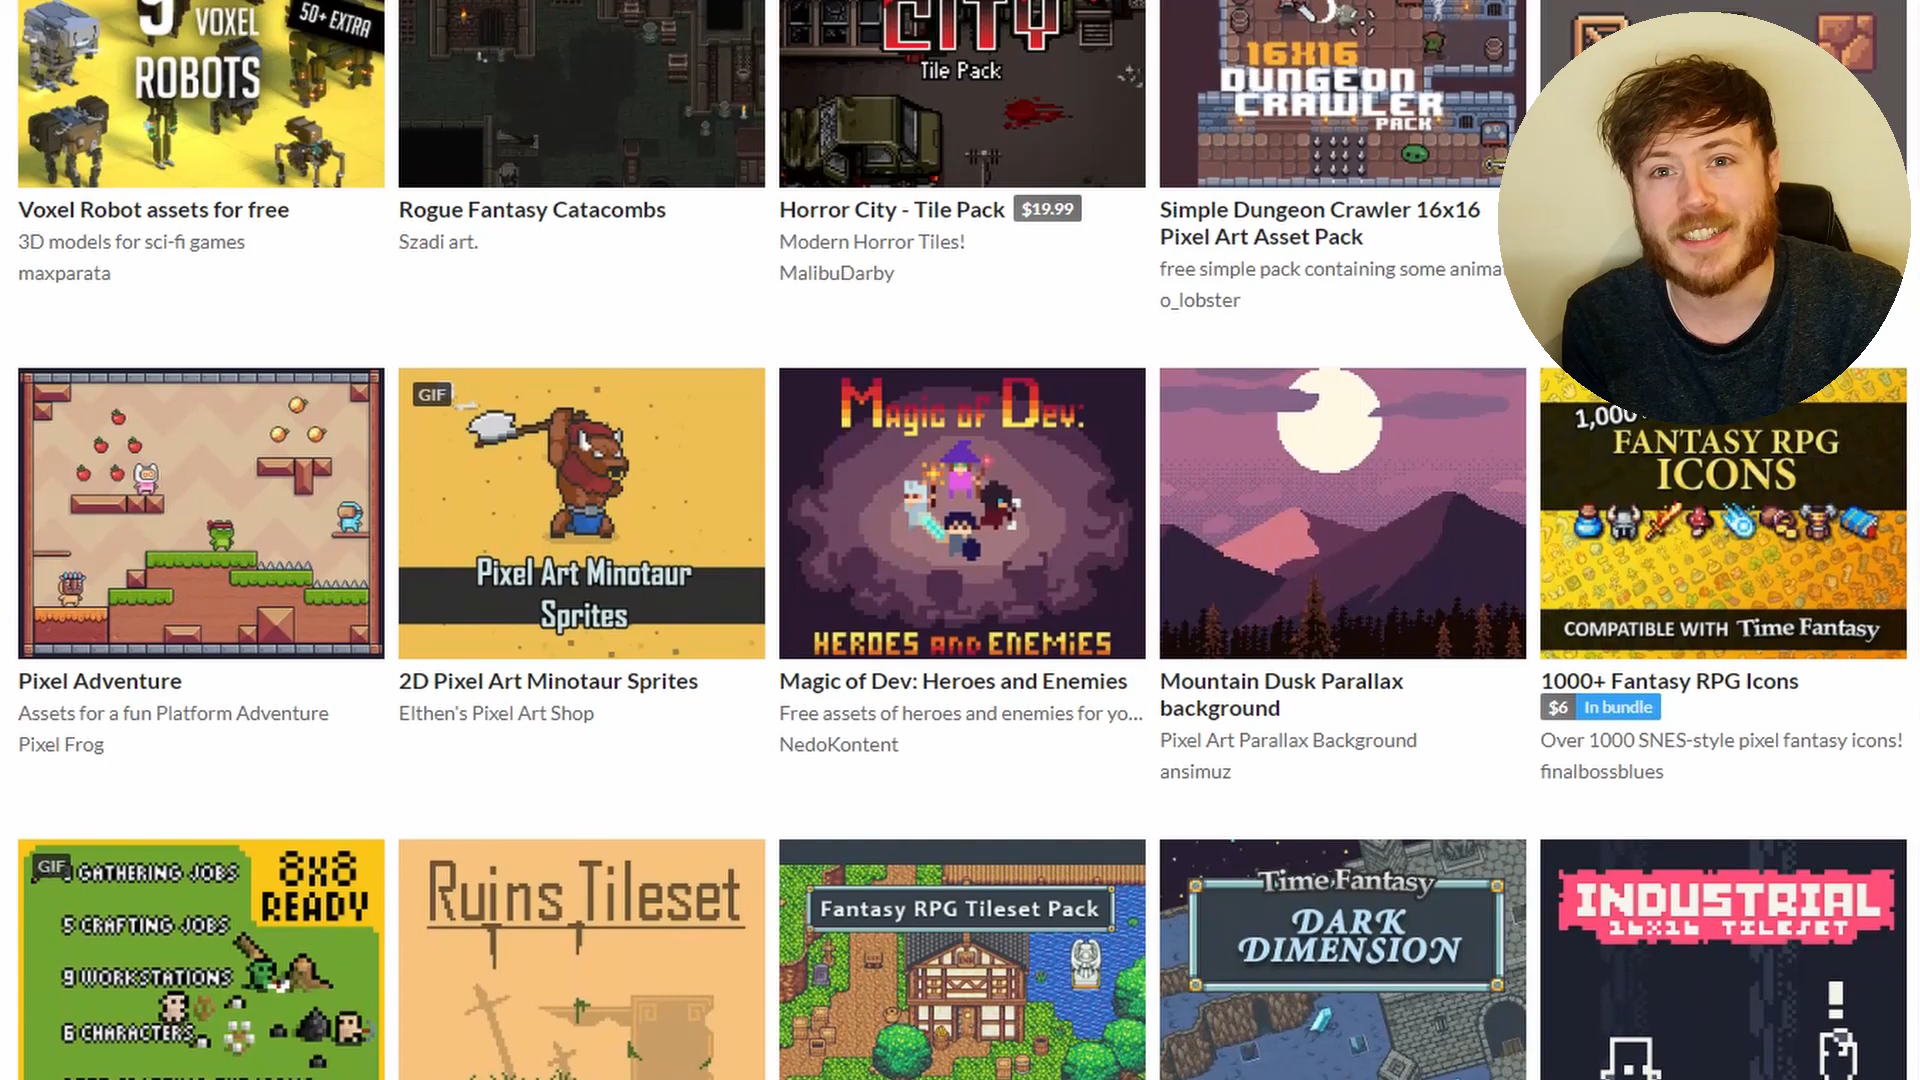 9 VOXEL
ROBOTS
50+ EXTRA
CITY
Tile Pack
16X16
DUNGEON
CRAWLER
PACK
Voxel Robot assets for free
3D models for sci-fi games
maxparata
Rogue Fantasy Catacombs
Szadi art.
Horror City - Tile Pack $19.99
Modern Horror Tiles!
MalibuDarby
Simple Dungeon Crawler 16x16
Pixel Art Asset Pack
free simple pack containing some anima
o_lobster
GIF
Pixel Art Minotaur
Sprites
Magic of Dev:
HEROES and ENEMIES
1,000
FANTASY RPG
ICONS
COMPATIBLE WITH Time Fantasy
Pixel Adventure
Assets for a fun Platform Adventure
Pixel Frog
2D Pixel Art Minotaur Sprites
Elthen's Pixel Art Shop
Magic of Dev: Heroes and Enemies
Free assets of heroes and enemies for yo...
NedoKontent
Mountain Dusk Parallax
background
Pixel Art Parallax Background
ansimuz
1000+ Fantasy RPG Icons
$6 In bundle
Over 1000 SNES-style pixel fantasy icons!
finalbossblues
GIF
GATHERING JOBS
8X8
READY
5 CRAFTING JOBS
9 WORKSTATIONS
6 CHARACTERS
Ruins Tileset
Fantasy RPG Tileset Pack
Time Fantasy
DARK
DIMENSION
INDUSTRIAL
16X16 TILESET